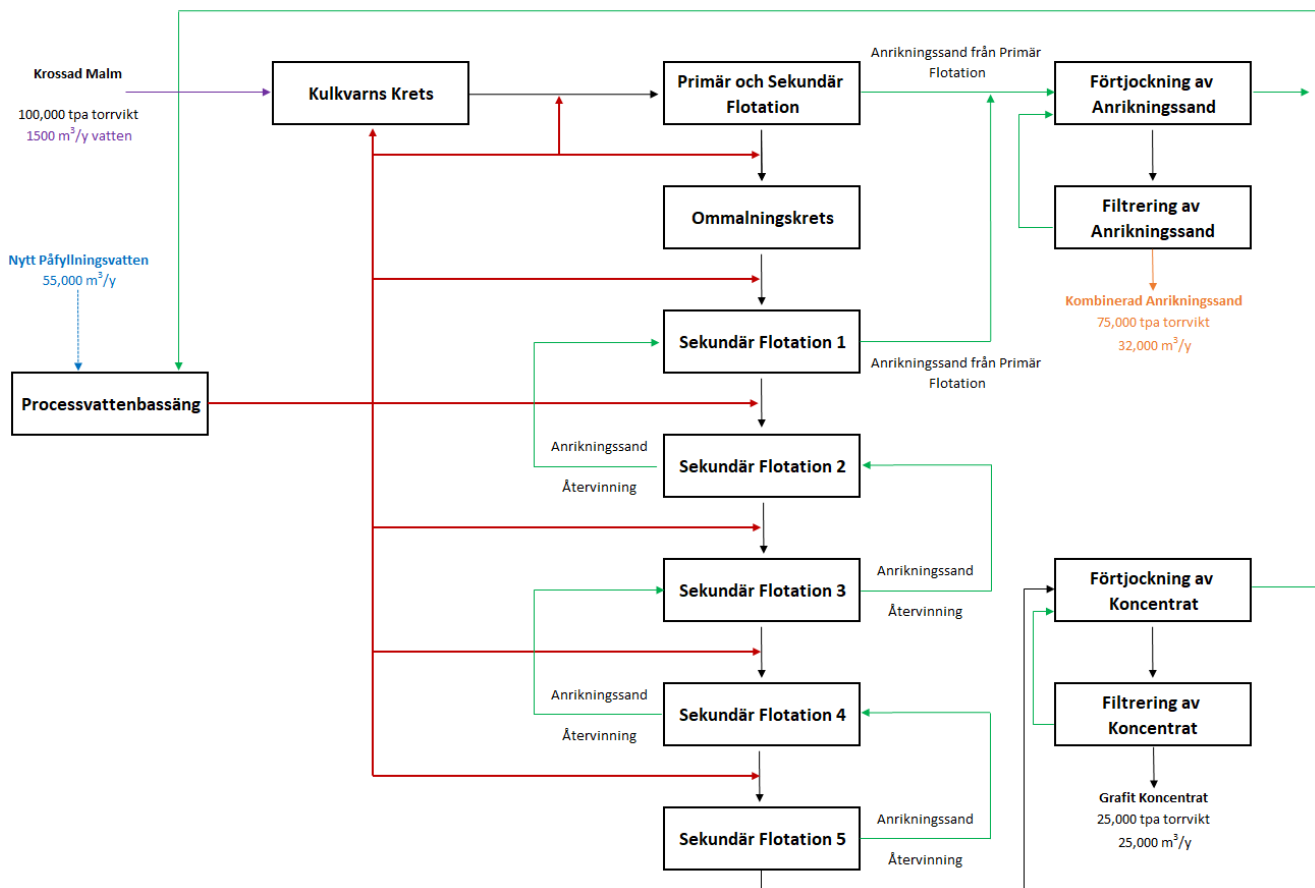 Krossad Malm
100,000 tpa torrvikt
1500 m³/y vatten
Kulkvarns Krets
Primär och Sekundär
Flotation
Anrikningssand från Primär
Flotation
Förtjockning av
Anrikningssand
Ommalningskrets
Filtrering av
Anrikningssand
Nytt Påfyllningsvatten
55,000 m³/y
Kombinerad Anrikningssand
75,000 tpa torrvikt
32,000 m³/y
Sekundär Flotation 1
Anrikningssand från Primär
Flotation
Processvattenbassäng
Anrikningssand
Återvinning
Sekundär Flotation 2
Sekundär Flotation 3
Anrikningssand
Återvinning
Förtjockning av
Koncentrat
Anrikningssand
Återvinning
Sekundär Flotation 4
Filtrering av
Koncentrat
Grafit Koncentrat
25,000 tpa torrvikt
25,000 m³/y
Sekundär Flotation 5
Anrikningssand
Återvinning